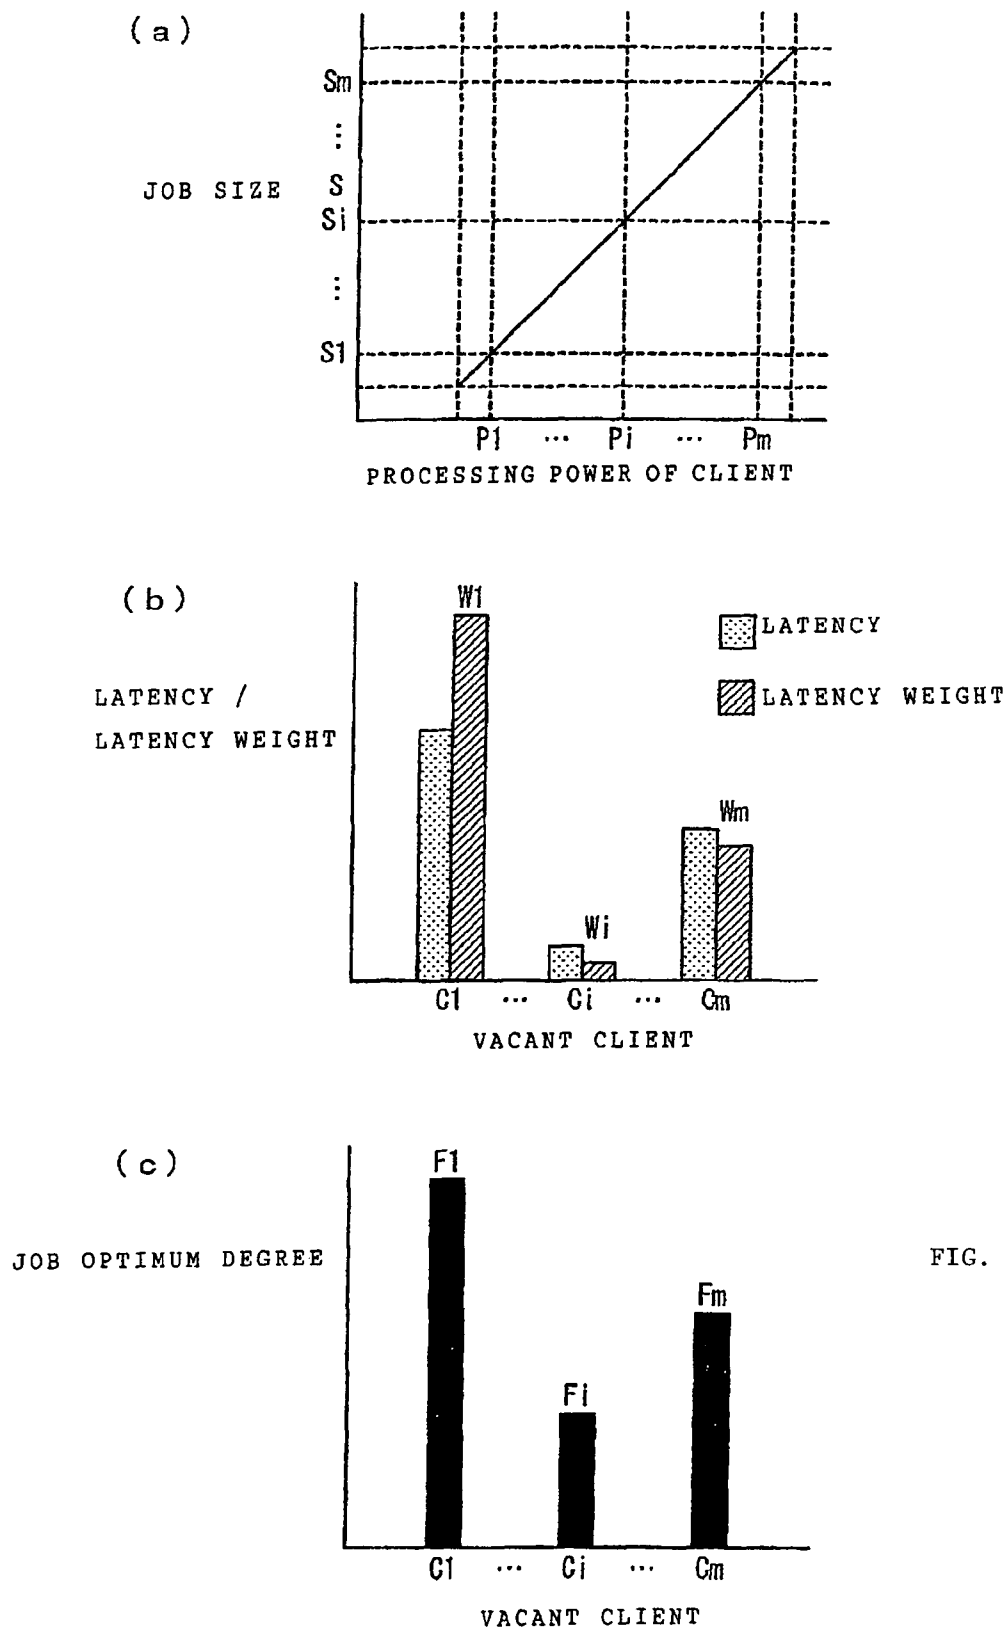 (a)
Sm
⋮
JOB SIZE
S
Si
⋮
S1
P1 ... Pi ... Pm
PROCESSING POWER OF CLIENT
(b)
W1
LATENCY
LATENCY WEIGHT
LATENCY /
LATENCY WEIGHT
Wm
Wi
C1 ... Ci ... Cm
VACANT CLIENT
(c)
F1
JOB OPTIMUM DEGREE
FIG.
Fm
Fi
C1 ... Ci ... Cm
VACANT CLIENT